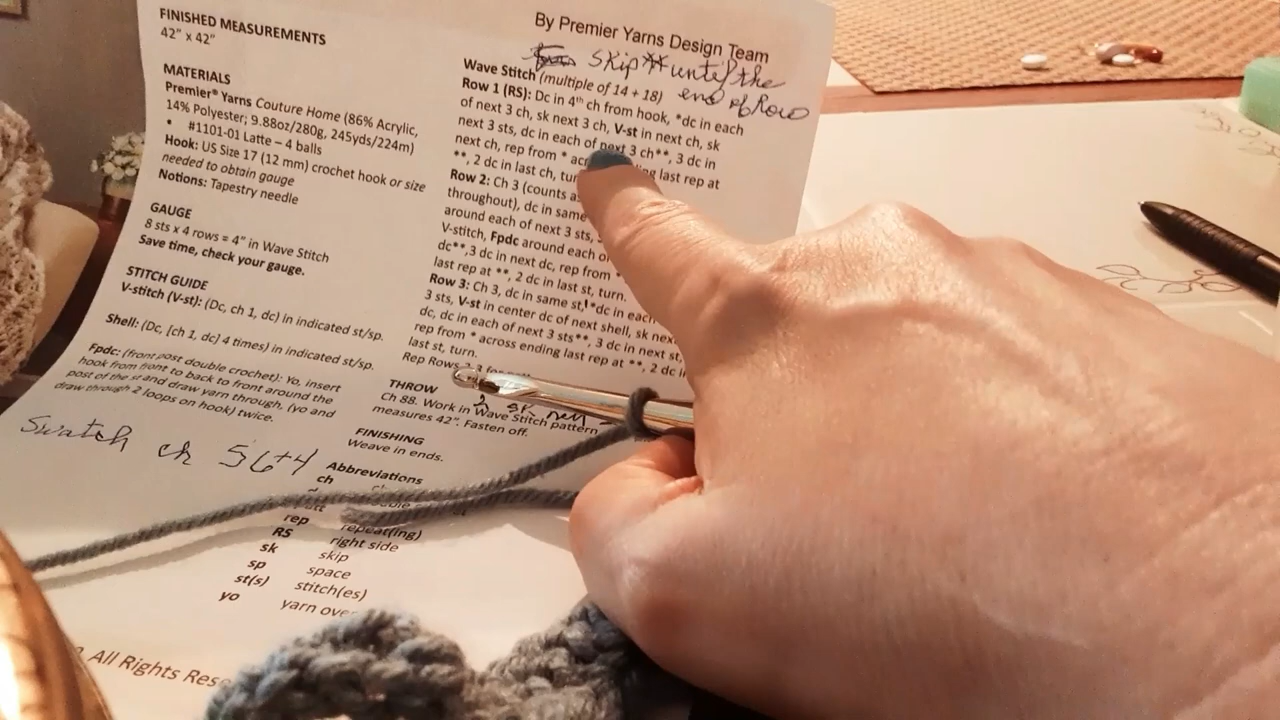 FINISHED MEASUREMENTS
42” x 42”
MATERIALS
Premier® Yarns Couture Home (86% Acrylic,
14% Polyester; 9.88oz/280g, 245yds/224m)
• #1101-01 Latte – 4 balls
Hook: US Size 17 (12 mm) crochet hook or size
needed to obtain gauge
Notions: Tapestry needle
GAUGE
8 sts x 4 rows = 4” in Wave Stitch
Save time, check your gauge.
STITCH GUIDE
V-stitch (V-st): (Dc, ch 1, dc) in indicated st/sp.
Shell: (Dc, [ch 1, dc] 4 times) in indicated st/sp.
Fpdc: (front post double crochet): Yo, insert
hook from front to back to front around the
post of the st and draw yarn through, (yo and
draw through 2 loops on hook) twice.
Swatch ch 56+4
By Premier Yarns Design Team
Skip ** until the
end of Row
Wave Stitch (multiple of 14 + 18)
Row 1 (RS): Dc in 4th ch from hook, *dc in each
of next 3 ch, sk next 3 ch, V-st in next ch, sk
next 3 sts, dc in each of next 3 ch**, 3 dc in
next ch, rep from * last rep at
**, 2 dc in last ch,
Row 2: Ch 3 (counts
throughout), dc in same
around each of next 3 sts,
V-stitch, Fpdc around each
dc**,3 dc in next dc, rep from
last rep at **, 2 dc in last st, turn.
Row 3: Ch 3, dc in same st, *dc in each
3 sts, V-st in center dc of next shell, sk
dc, dc in each of next 3 sts**, 3 dc in next st,
rep from * across ending last rep at **, 2 dc in
last st, turn.
Rep Rows
THROW
Ch 88. Work in Wave Stitch pattern
measures 42”. Fasten off.
FINISHING
Weave in ends.
Abbreviations
ch
rep repeat(ing)
RS right side
sk skip
sp space
st(s) stitch(es)
yo yarn over
All Rights